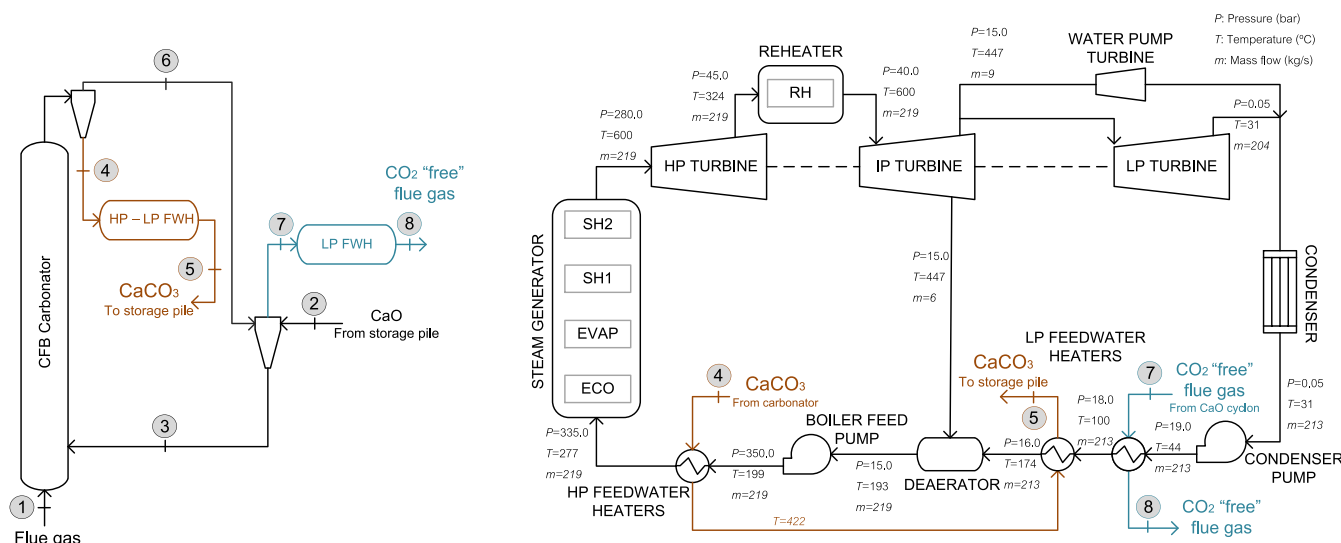 6
4
HP – LP FWH
5
CaCO3
To storage pile
CFB Carbonator
7
8
CO2 "free"
flue gas
LP FWH
2
CaO
From storage pile
3
1
Flue gas
P: Pressure (bar)
T: Temperature (ºC)
m: Mass flow (kg/s)
REHEATER
RH
P=45.0
T=324
m=219
P=40.0
T=600
m=219
P=15.0
T=447
m=9
WATER PUMP
TURBINE
P=0.05
T=31
m=204
P=280.0
T=600
m=219
HP TURBINE
IP TURBINE
LP TURBINE
STEAM GENERATOR
SH2
SH1
EVAP
ECO
P=15.0
T=447
m=6
CONDENSER
LP FEEDWATER
HEATERS
4
CaCO3
From carbonator
CaCO3
To storage pile
5
7
CO2 "free"
flue gas
From CaO cyclon
P=18.0
T=100
m=213
P=19.0
T=44
m=213
P=0.05
T=31
m=213
CONDENSER
PUMP
P=16.0
T=174
m=213
DEAERATOR
BOILER FEED
PUMP
P=15.0
T=193
m=219
P=350.0
T=199
m=219
P=335.0
T=277
m=219
HP FEEDWATER
HEATERS
T=422
8
CO2 "free"
flue gas